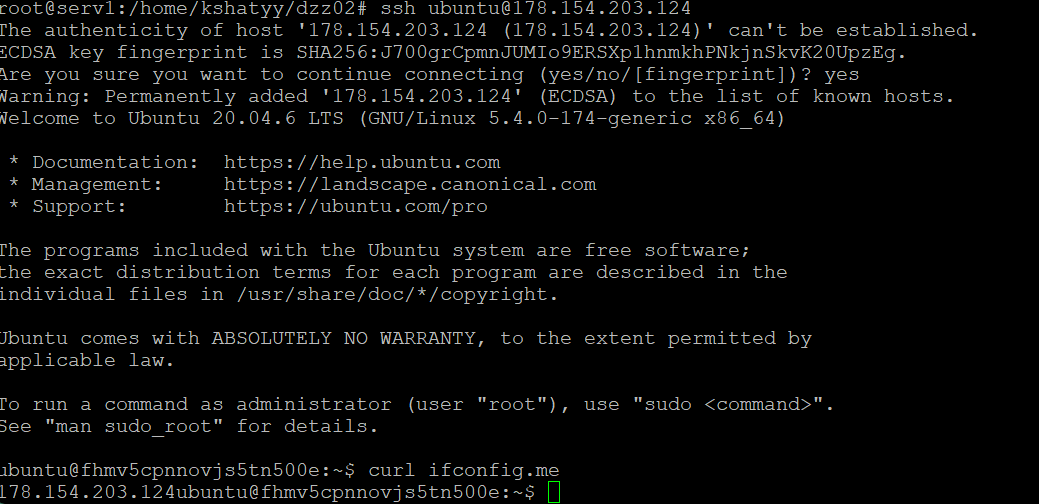 root@serv1:/home/kshatyy/dzz02# ssh ubuntu@178.154.203.124
The authenticity of host '178.154.203.124 (178.154.203.124)' can't be established.
ECDSA key fingerprint is SHA256:J700grCpmnJUMIo9ERSXp1hnmkhPNkjnSkvK20UpzEg.
Are you sure you want to continue connecting (yes/no/[fingerprint])? yes
Warning: Permanently added '178.154.203.124' (ECDSA) to the list of known hosts.
Welcome to Ubuntu 20.04.6 LTS (GNU/Linux 5.4.0-174-generic x86_64)
* Documentation: https://help.ubuntu.com
* Management: https://landscape.canonical.com
* Support: https://ubuntu.com/pro
The programs included with the Ubuntu system are free software;
the exact distribution terms for each program are described in the
individual files in /usr/share/doc/*/copyright.
Ubuntu comes with ABSOLUTELY NO WARRANTY, to the extent permitted by
applicable law.
To run a command as administrator (user "root"), use "sudo <command>".
See "man sudo_root" for details.
ubuntu@fhmv5cpnnovjs5tn500e:~$ curl ifconfig.me
178.154.203.124ubuntu@fhmv5cpnnovjs5tn500e:~$